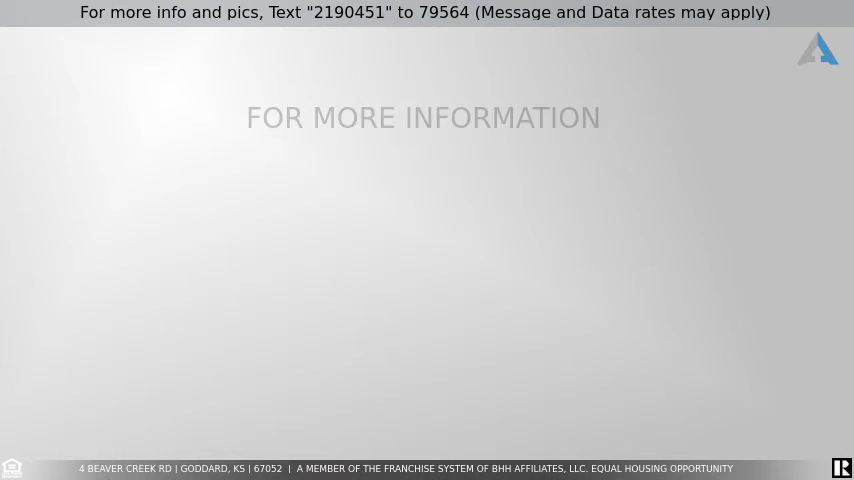 For more info and pics, Text "2190451" to 79564 (Message and Data rates may apply)
FOR MORE INFORMATION
4 BEAVER CREEK RD | GODDARD, KS | 67052 | A MEMBER OF THE FRANCHISE SYSTEM OF BHH AFFILIATES, LLC. EQUAL HOUSING OPPORTUNITY